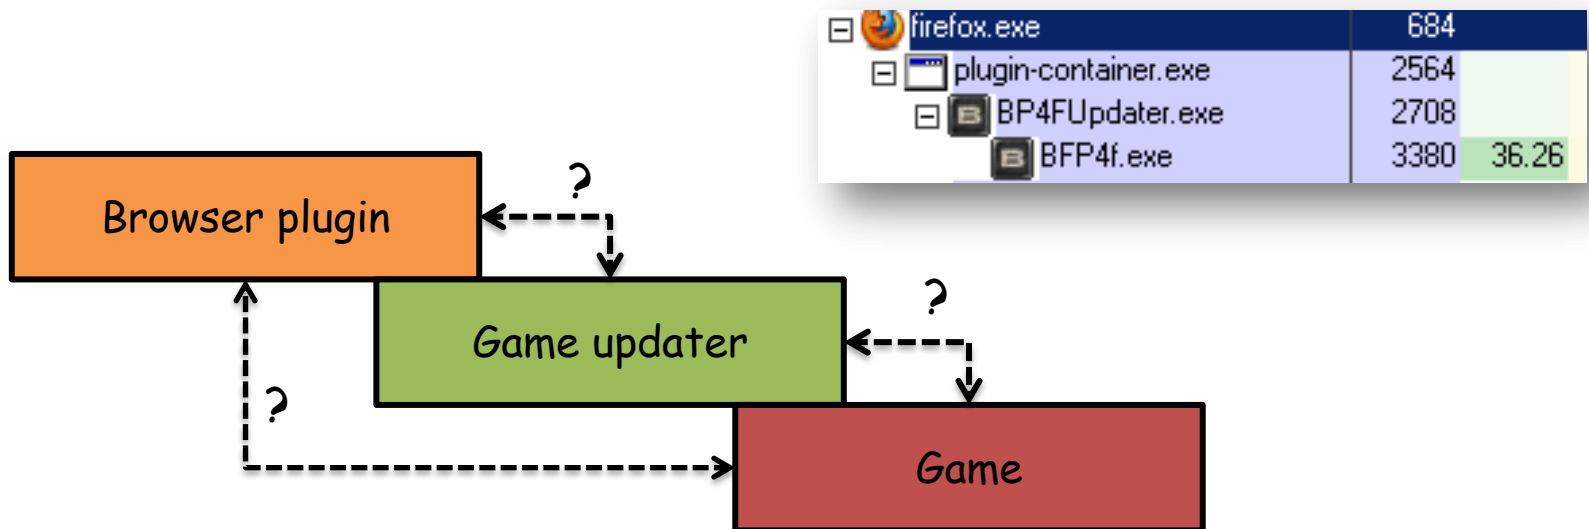 firefox.exe 684
plugin-container.exe 2564
BP4FUpdater.exe 2708
BFP4f.exe 3380 36.26
?
Browser plugin
?
Game updater
?
Game